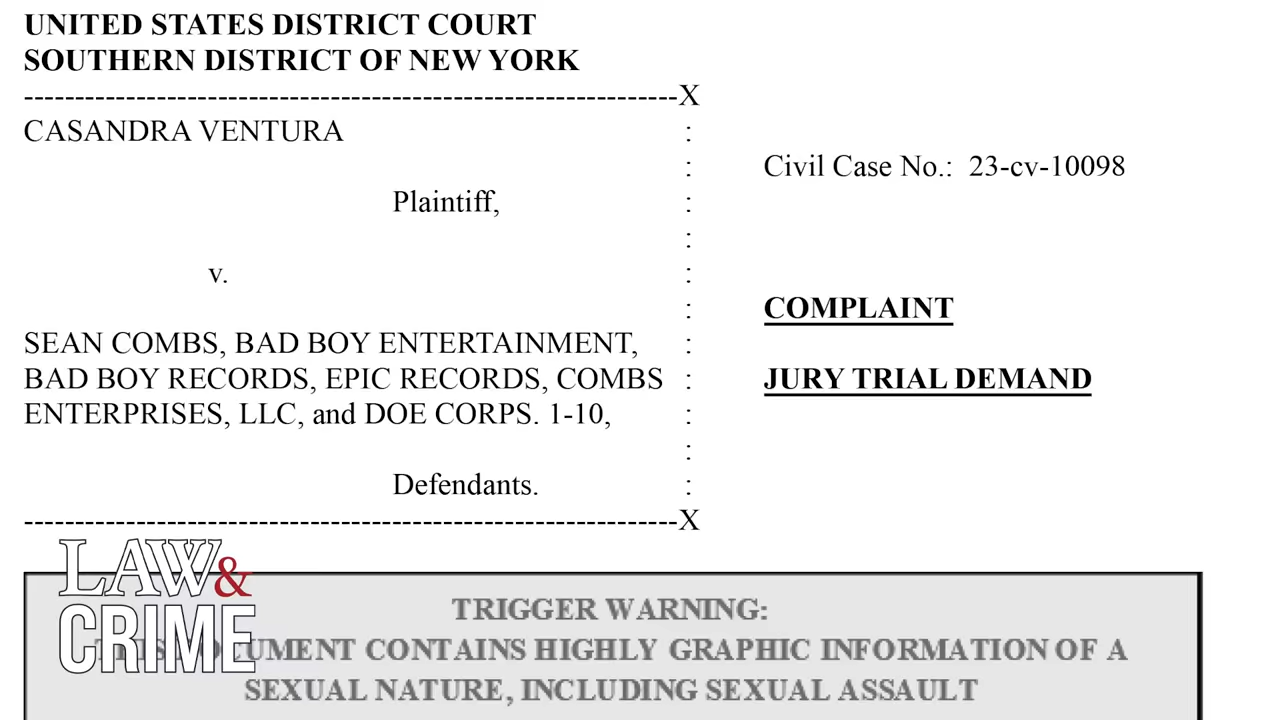 UNITED STATES DISTRICT COURT
SOUTHERN DISTRICT OF NEW YORK
-----------------------------------------------------------------X
CASANDRA VENTURA :
: Civil Case No.: 23-cv-10098
Plaintiff, :
:
v. :
: COMPLAINT
SEAN COMBS, BAD BOY ENTERTAINMENT, :
BAD BOY RECORDS, EPIC RECORDS, COMBS : JURY TRIAL DEMAND
ENTERPRISES, LLC, and DOE CORPS. 1-10, :
:
Defendants. :
-----------------------------------------------------------------X
LAW&
CRIME
TRIGGER WARNING:
DOCUMENT CONTAINS HIGHLY GRAPHIC INFORMATION OF A
SEXUAL NATURE, INCLUDING SEXUAL ASSAULT